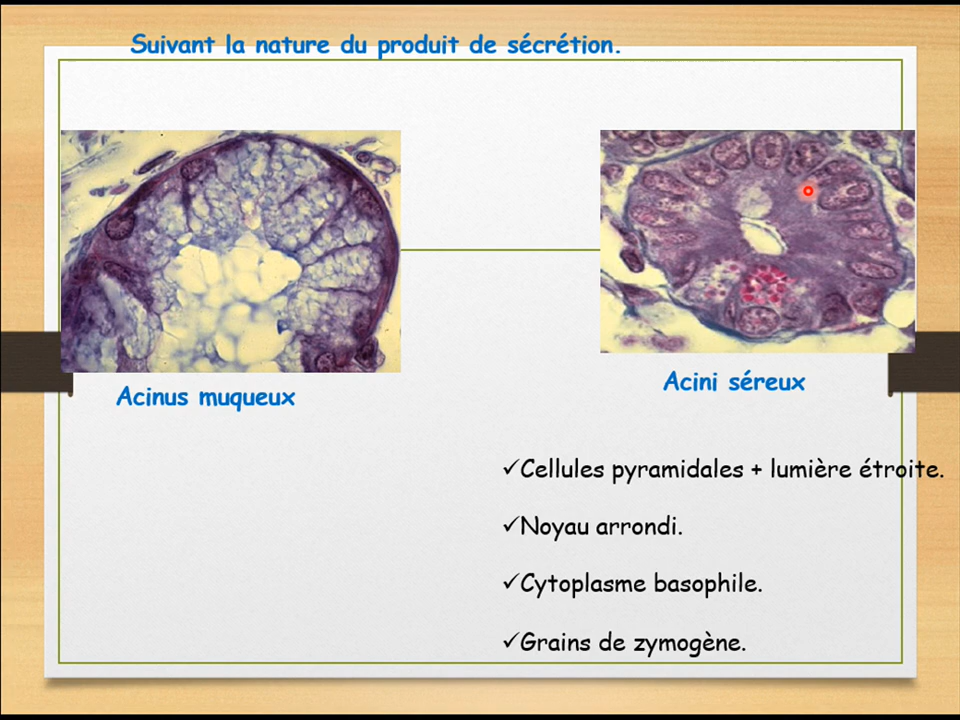 Suivant la nature du produit de sécrétion.
Acinus muqueux
Acini séreux
✓Cellules pyramidales + lumière étroite.
✓Noyau arrondi.
✓Cytoplasme basophile.
✓Grains de zymogène.